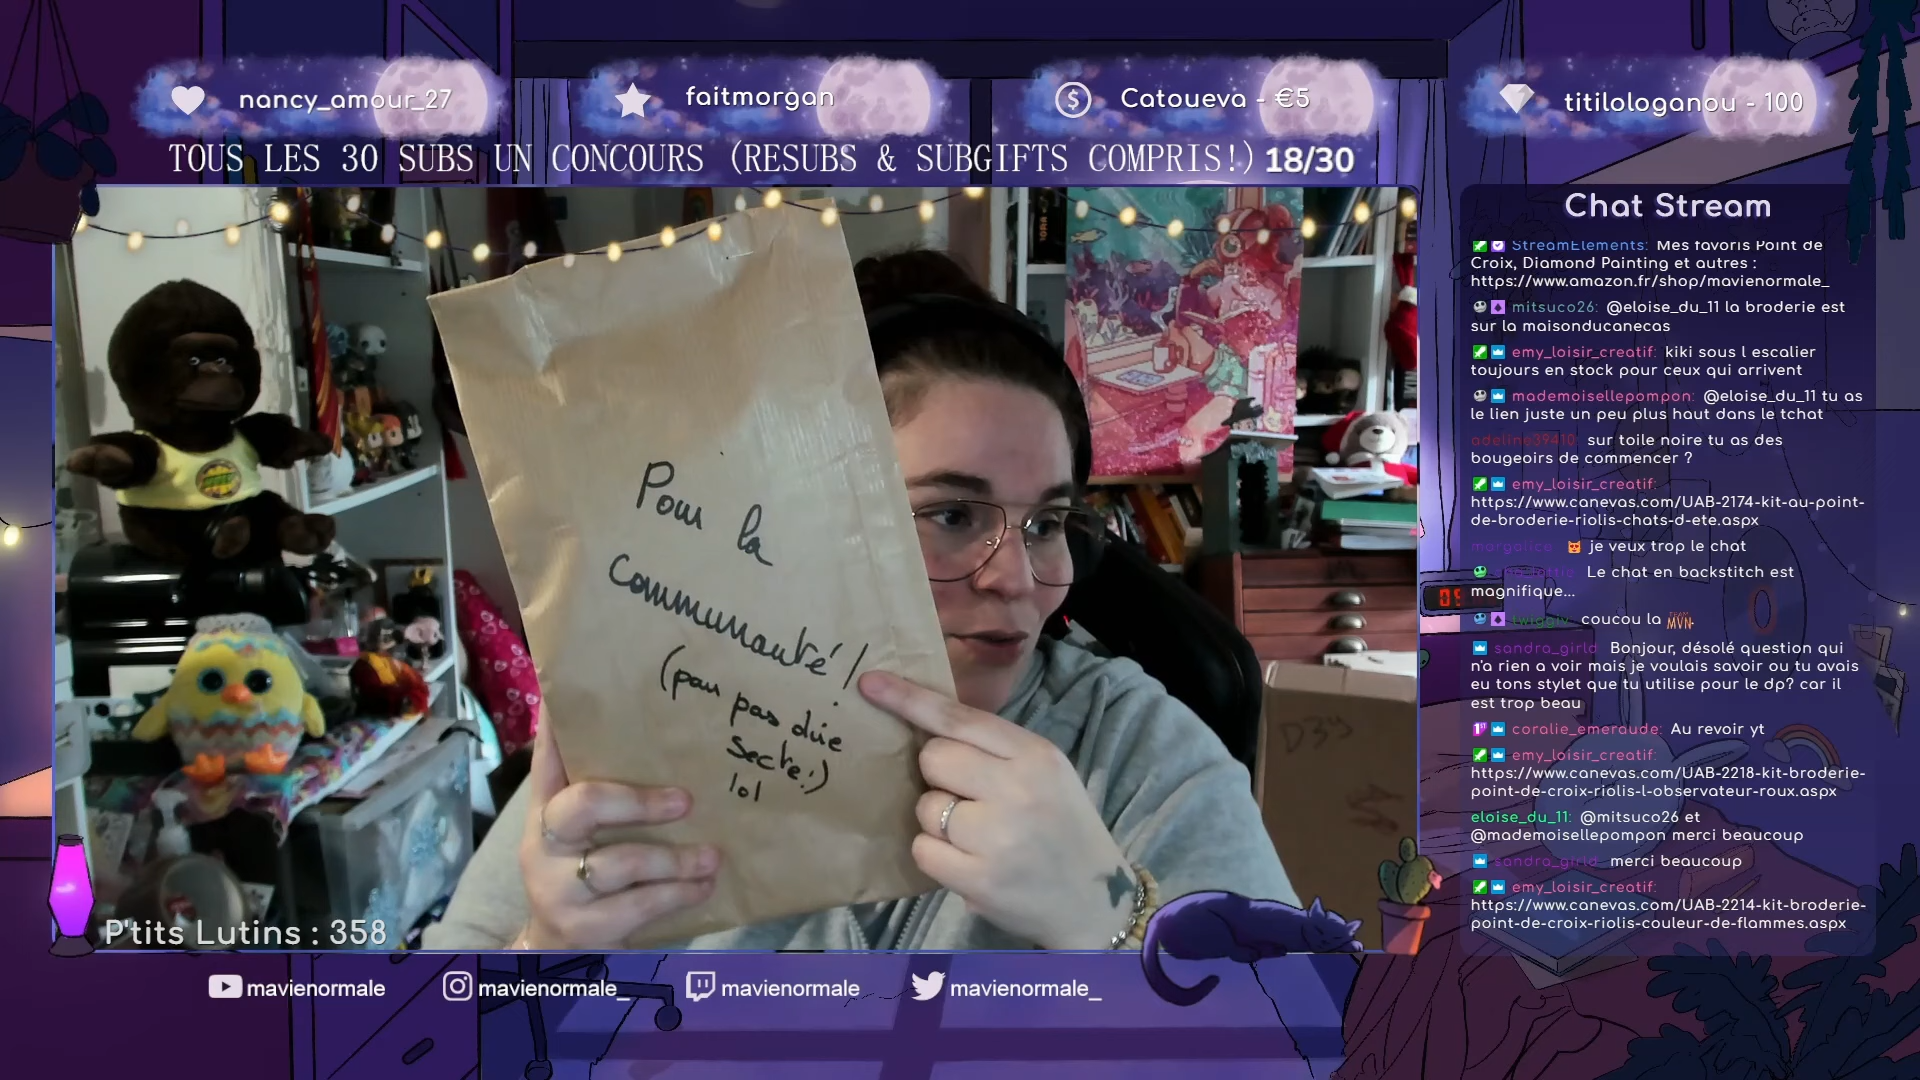 nancy_amour_27
faitmorgan
Catoueva - €5
titilologanou - 100
TOUS LES 30 SUBS UN CONCOURS (RESUBS & SUBGIFTS COMPRIS!) 18/30
Pour la
communauté !
(pour pas dire
secte :)
lol
D39
P'tits Lutins : 358
mavienormale
mavienormale_
mavienormale
mavienormale_
Chat Stream
StreamElements: Mes favoris Point de
Croix, Diamond Painting et autres :
https://www.amazon.fr/shop/mavienormale_
mitsuco26: @eloise_du_11 la broderie est
sur la maisonducanecas
emy_loisir_creatif: kiki sous l escalier
toujours en stock pour ceux qui arrivent
mademoisellepompon: @eloise_du_11 tu as
le lien juste un peu plus haut dans le tchat
adeline39410: sur toile noire tu as des
bougeoirs de commencer ?
emy_loisir_creatif:
https://www.canevas.com/UAB-2174-kit-au-point-
de-broderie-riolis-chats-d-ete.aspx
je veux trop le chat
Le chat en backstitch est
magnifique...
coucou la TEAM MVN
sandra_girld: Bonjour, désolé question qui
n'a rien a voir mais je voulais savoir ou tu avais
eu tons stylet que tu utilise pour le dp? car il
est trop beau
coralie_emeraude: Au revoir yt
emy_loisir_creatif:
https://www.canevas.com/UAB-2218-kit-broderie-
point-de-croix-riolis-l-observateur-roux.aspx
eloise_du_11: @mitsuco26 et
@mademoisellepompon merci beaucoup
sandra_girld: merci beaucoup
emy_loisir_creatif:
https://www.canevas.com/UAB-2214-kit-broderie-
point-de-croix-riolis-couleur-de-flammes.aspx